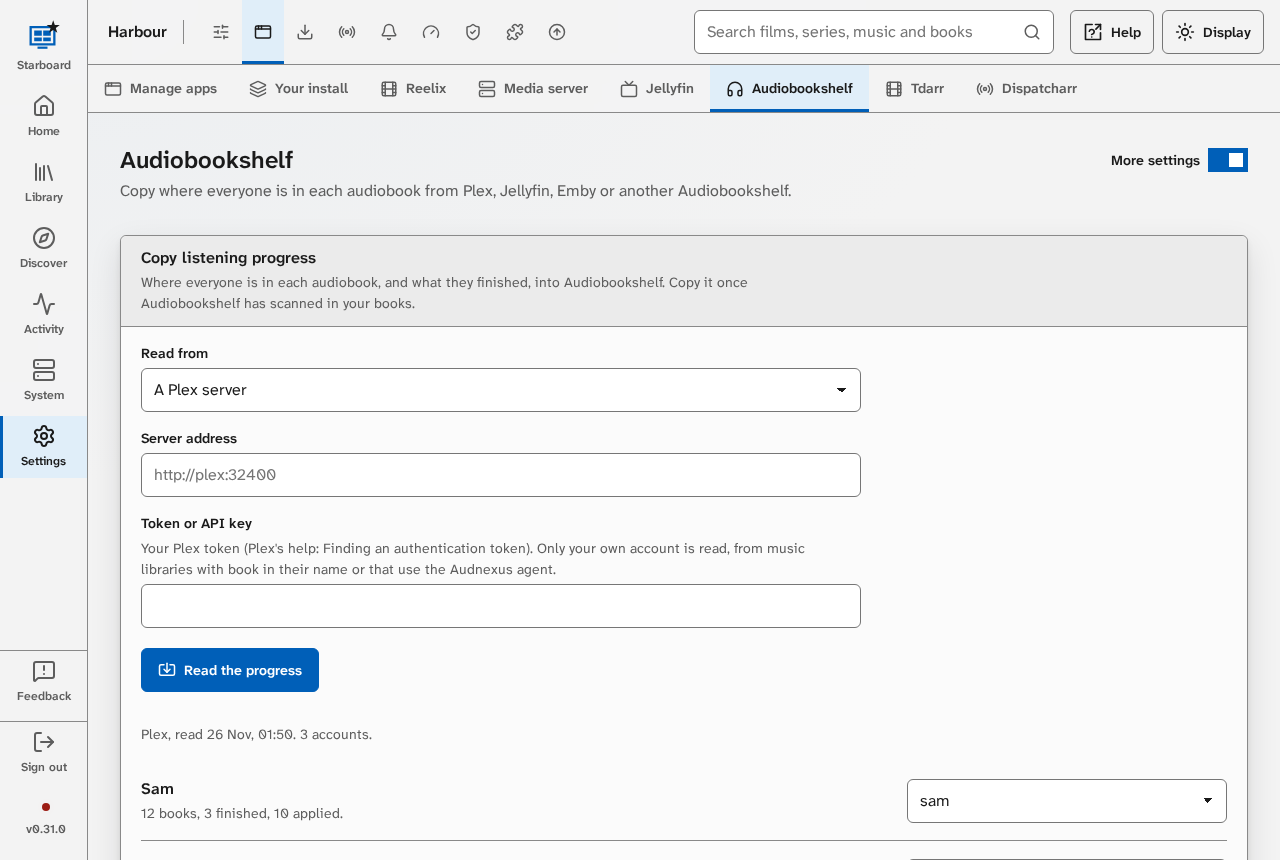 Starboard
Home
Library
Discover
Activity
System
Settings
Feedback
Sign out
v0.31.0
Harbour
Search films, series, music and books
Help
Display
Manage apps
Your install
Reelix
Media server
Jellyfin
Audiobookshelf
Tdarr
Dispatcharr
Audiobookshelf
More settings
Copy where everyone is in each audiobook from Plex, Jellyfin, Emby or another Audiobookshelf.
Copy listening progress
Where everyone is in each audiobook, and what they finished, into Audiobookshelf. Copy it once
Audiobookshelf has scanned in your books.
Read from
A Plex server
Server address
http://plex:32400
Token or API key
Your Plex token (Plex's help: Finding an authentication token). Only your own account is read, from music
libraries with book in their name or that use the Audnexus agent.
Read the progress
Plex, read 26 Nov, 01:50. 3 accounts.
Sam
sam
12 books, 3 finished, 10 applied.